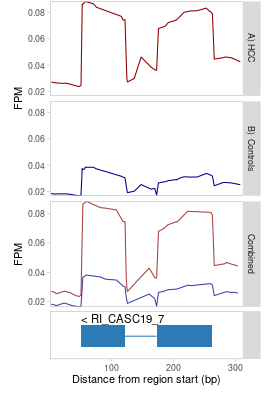 0.08
0.06
0.04
0.02
FPM
A) HCC
0.08
0.06
0.04
0.02
FPM
B) Controls
0.08
0.06
0.04
0.02
FPM
Combined
< RI_CASC19_7
0
100
200
300
Distance from region start (bp)